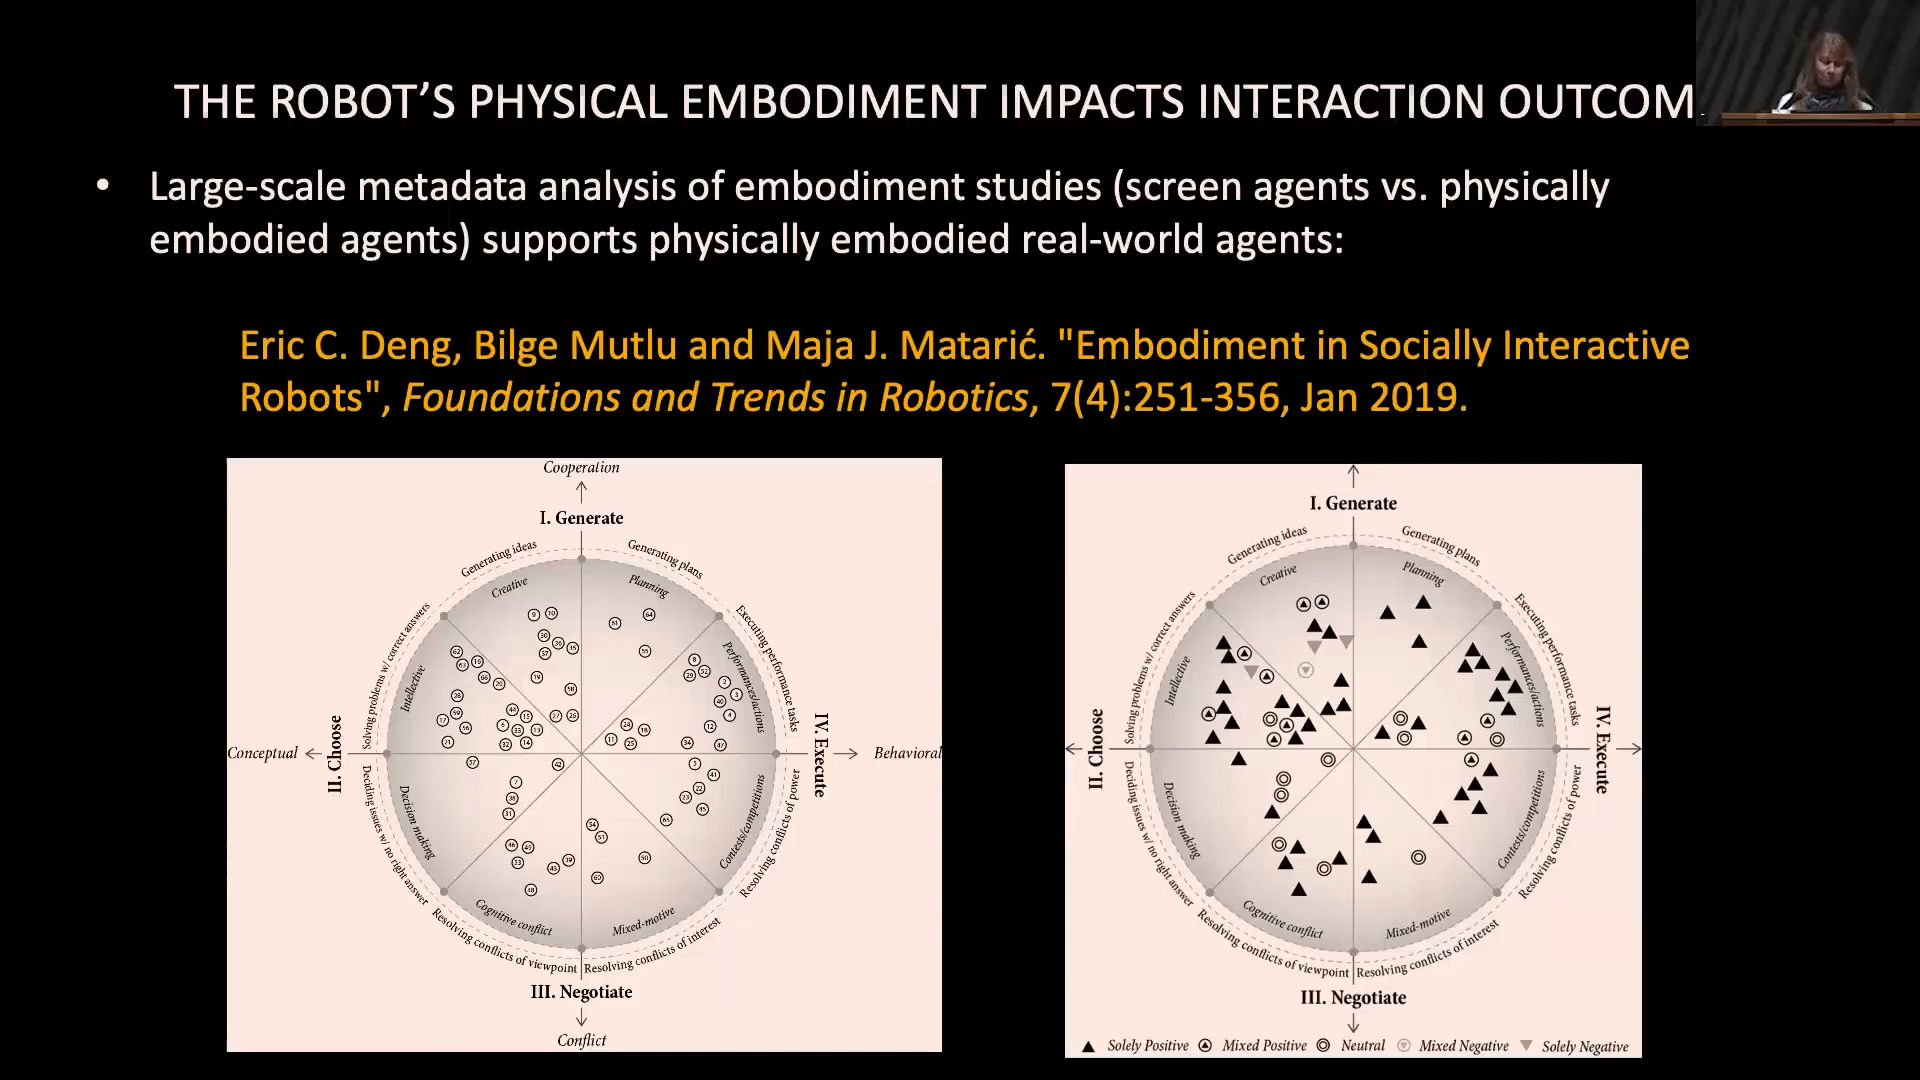 THE ROBOT'S PHYSICAL EMBODIMENT IMPACTS INTERACTION OUTCOM
• Large-scale metadata analysis of embodiment studies (screen agents vs. physically
embodied agents) supports physically embodied real-world agents:
Eric C. Deng, Bilge Mutlu and Maja J. Matarić. "Embodiment in Socially Interactive
Robots", Foundations and Trends in Robotics, 7(4):251-356, Jan 2019.
Cooperation
I. Generate
Generating ideas
Generating plans
Creative
Planning
Solving problems w/ correct answers
Executing performance tasks
Intellective
Performances/actions
Conceptual
II. Choose
IV. Execute
Behavioral
Deciding issues w/ no right answer
Decision making
Contests/competitions
Resolving conflicts of power
Cognitive conflict
Mixed-motive
Resolving conflicts of viewpoint
Resolving conflicts of interest
III. Negotiate
Conflict
I. Generate
Generating ideas
Generating plans
Creative
Planning
Solving problems w/ correct answers
Executing performance tasks
Intellective
Performances/actions
II. Choose
IV. Execute
Deciding issues w/ no right answer
Decision making
Contests/competitions
Resolving conflicts of power
Cognitive conflict
Mixed-motive
Resolving conflicts of viewpoint
Resolving conflicts of interest
III. Negotiate
Solely Positive Mixed Positive Neutral Mixed Negative Solely Negative